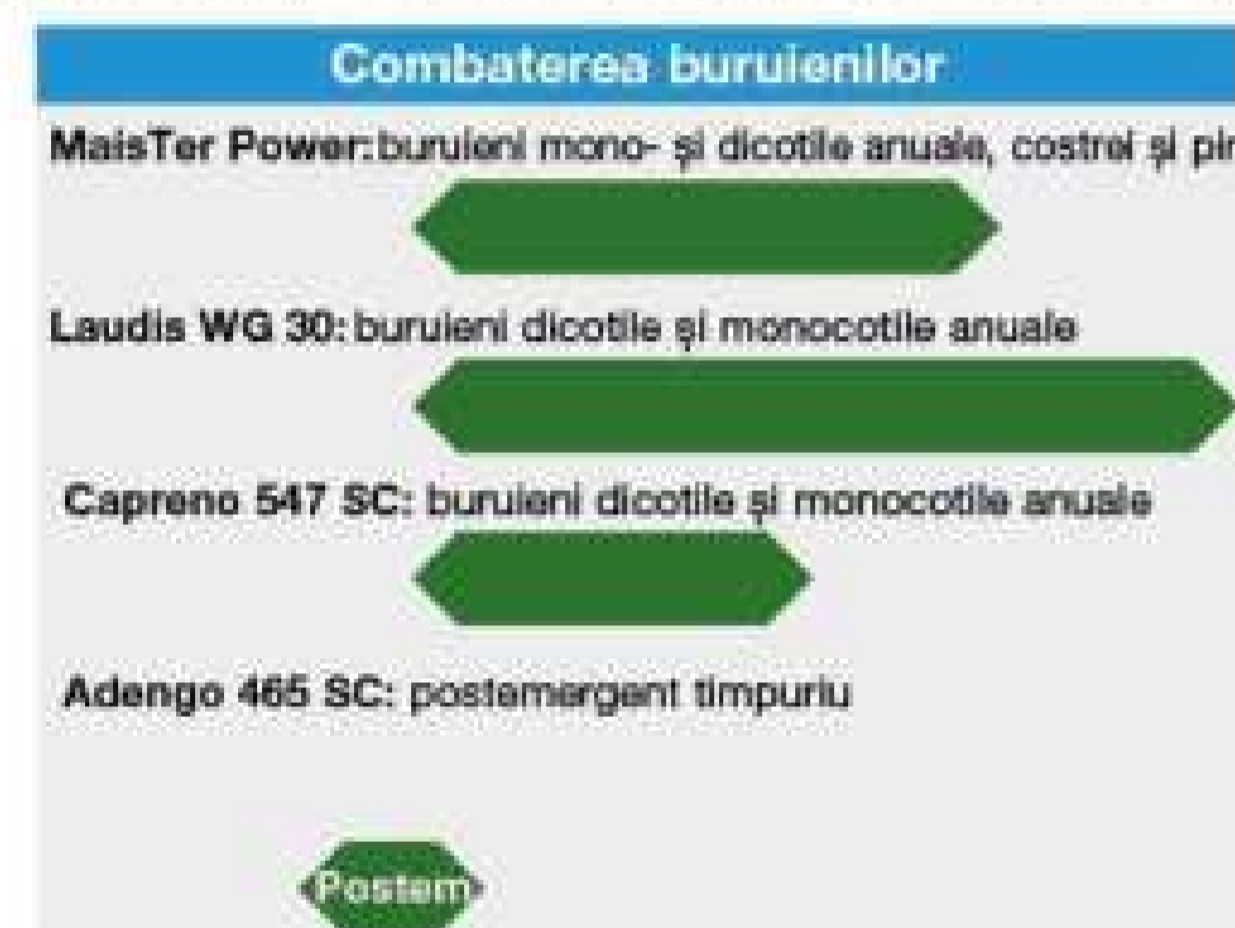 Combaterea buruienilor
MaisTer Power: buruieni mono- și dicotile anuale, costrei și pir
Laudis WG 30: buruieni dicotile și monocotile anuale
Capreno 547 SC: buruieni dicotile și monocotile anuale
Adengo 465 SC: postemergent timpuriu
Postem